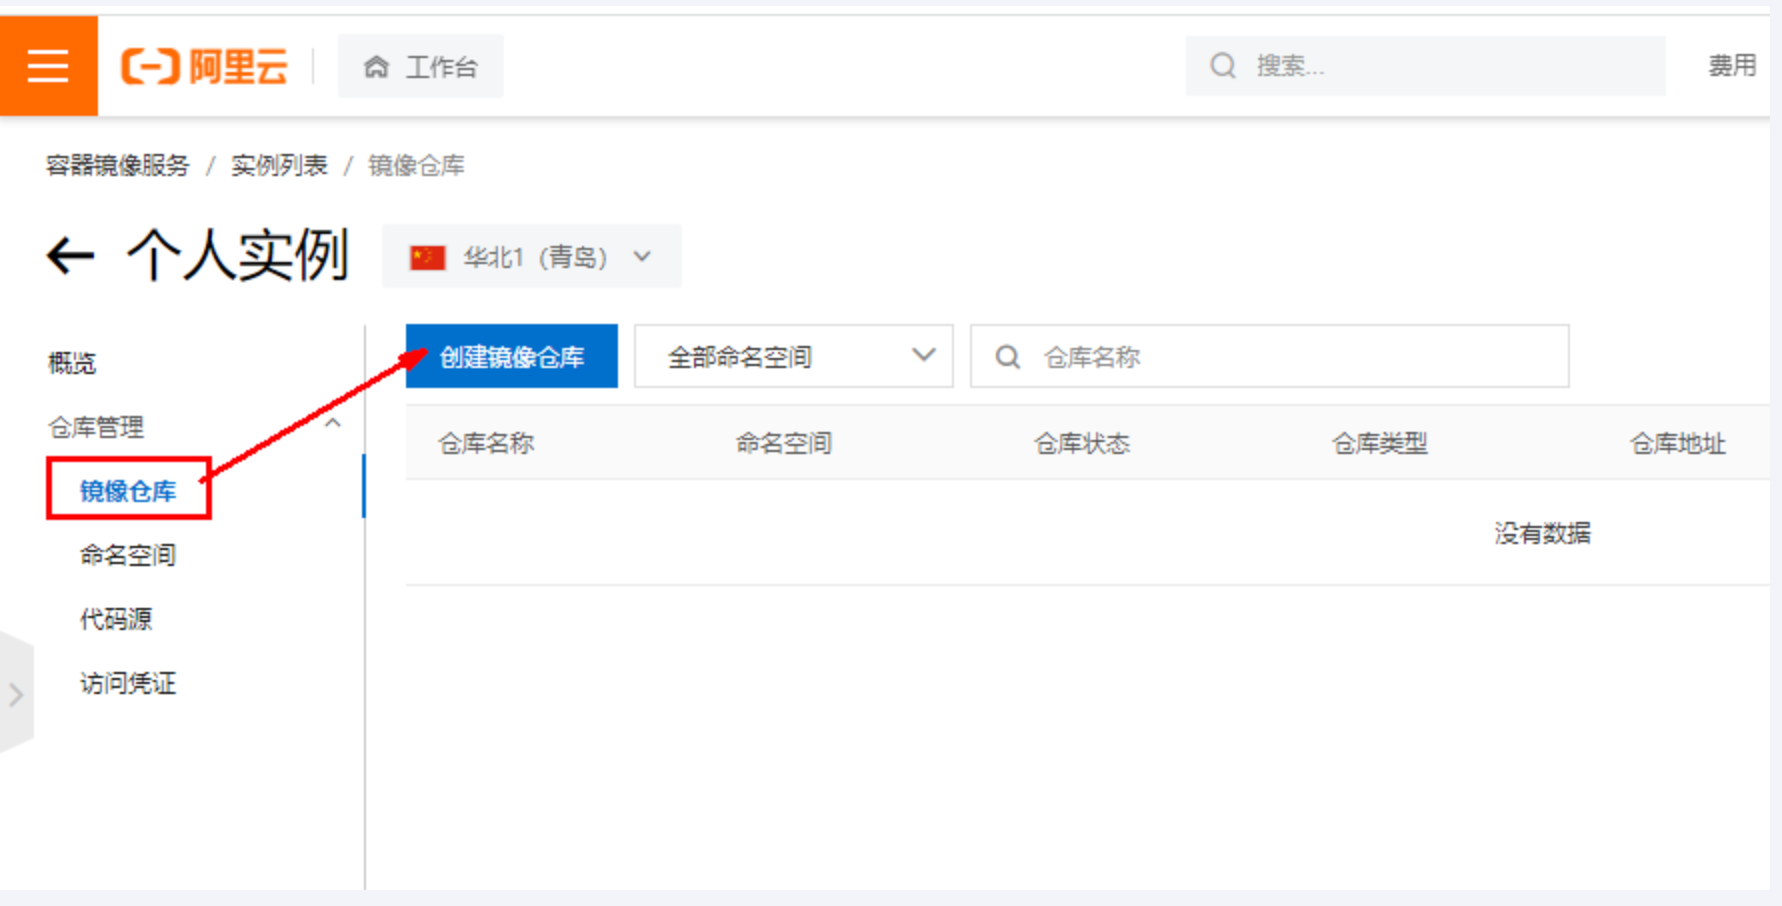 阿里云 工作台 搜索... 费用
容器镜像服务 / 实例列表 / 镜像仓库
个人实例 华北1（青岛）
概览
仓库管理
镜像仓库
命名空间
代码源
访问凭证
创建镜像仓库 全部命名空间 仓库名称
仓库名称 命名空间 仓库状态 仓库类型 仓库地址
没有数据